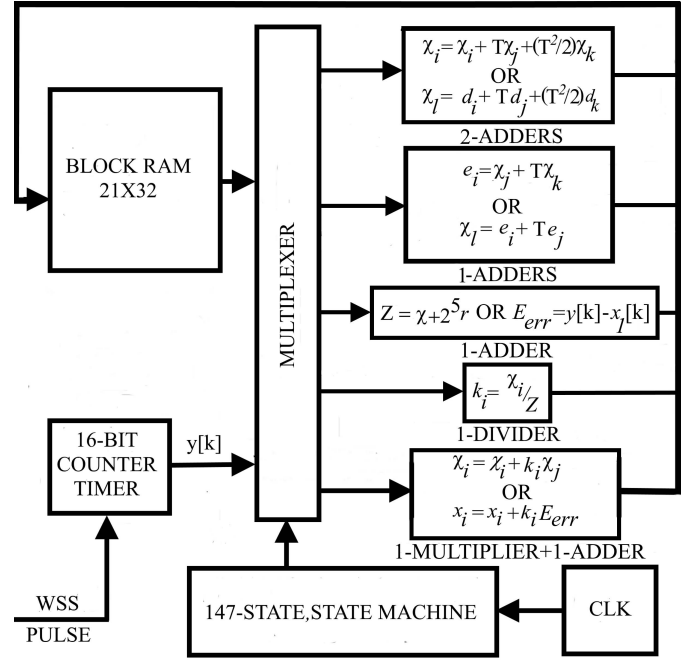 BLOCK RAM
21X32
MULTIPLEXER
χᵢ = χᵢ + Tχⱼ + (T²/2)χₖ
OR
χₗ = dᵢ + Tdⱼ + (T²/2)dₖ
2-ADDERS
eᵢ = χⱼ + Tχₖ
OR
χₗ = eᵢ + Teⱼ
1-ADDERS
Z = χ+2⁵r OR E_err = y[k]-x₁[k]
1-ADDER
kᵢ = χᵢ/Z
1-DIVIDER
16-BIT
COUNTER
TIMER
y[k]
χᵢ = χᵢ + kᵢχⱼ
OR
xᵢ = xᵢ + kᵢE_err
1-MULTIPLIER+1-ADDER
WSS
PULSE
147-STATE,STATE MACHINE
CLK